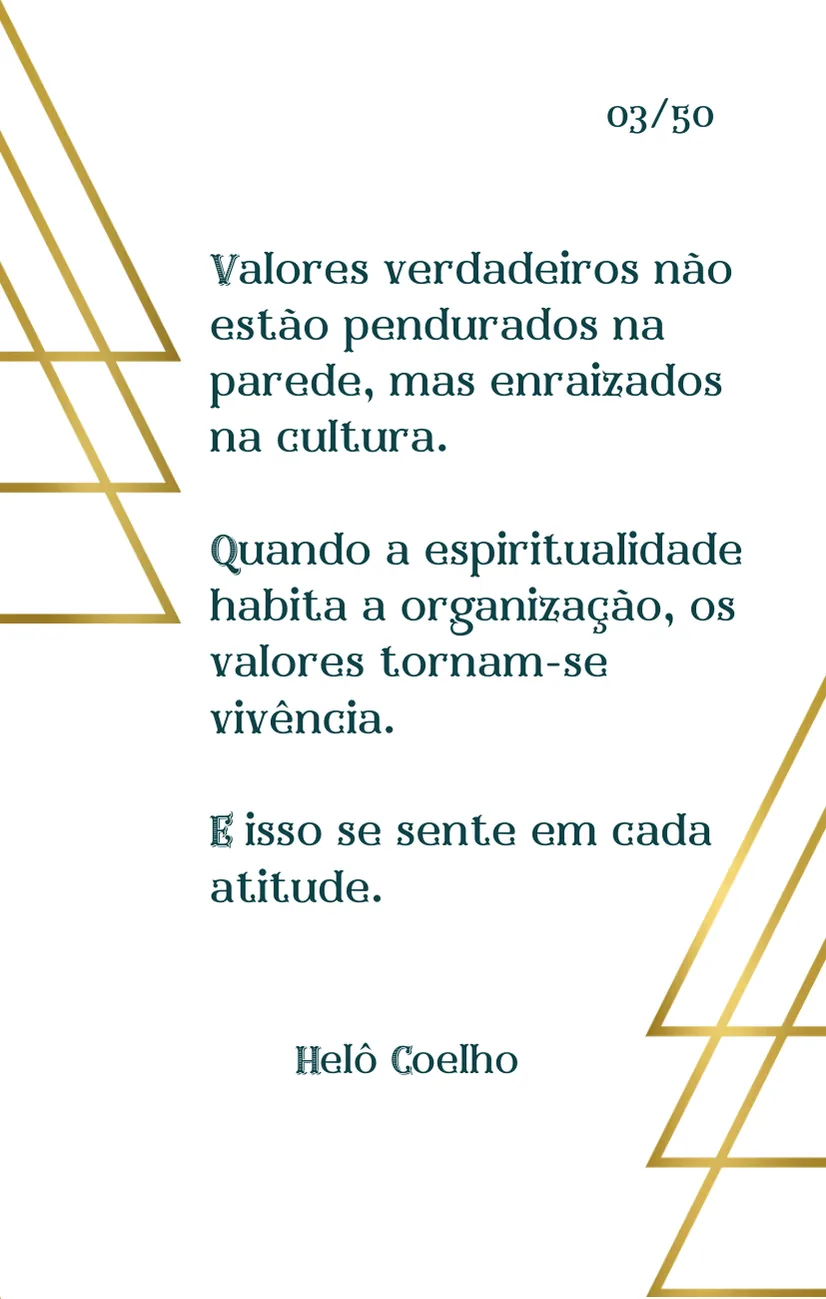 03/50
Valores verdadeiros não
estão pendurados na
parede, mas enraizados
na cultura.
Quando a espiritualidade
habita a organização, os
valores tornam-se
vivência.
E isso se sente em cada
atitude.
Helô Coelho